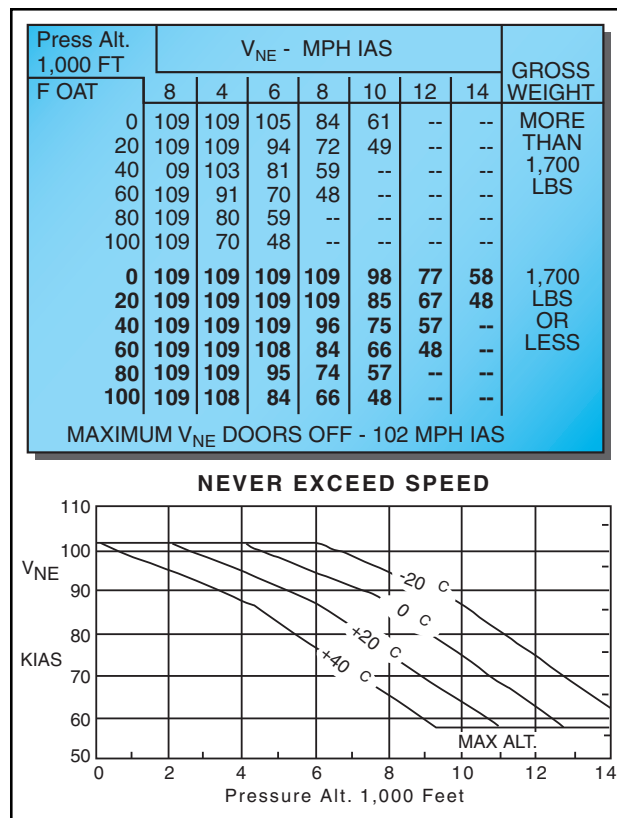 Press Alt.
1,000 FT
V_NE - MPH IAS
GROSS
WEIGHT
F OAT 8 4 6 8 10 12 14
0 109 109 105 84 61 -- -- MORE
20 109 109 94 72 49 -- -- THAN
40 09 103 81 59 -- -- -- 1,700
60 109 91 70 48 -- -- -- LBS
80 109 80 59 -- -- -- --
100 109 70 48 -- -- -- --
0 109 109 109 109 98 77 58 1,700
20 109 109 109 109 85 67 48 LBS
40 109 109 109 96 75 57 -- OR
60 109 109 108 84 66 48 -- LESS
80 109 109 95 74 57 -- --
100 109 108 84 66 48 -- --
MAXIMUM V_NE DOORS OFF - 102 MPH IAS
NEVER EXCEED SPEED
110
100
V_NE
90
80
KIAS
70
60
50
-20 C
0 C
+20 C
+40 C
MAX ALT.
0 2 4 6 8 10 12 14
Pressure Alt. 1,000 Feet